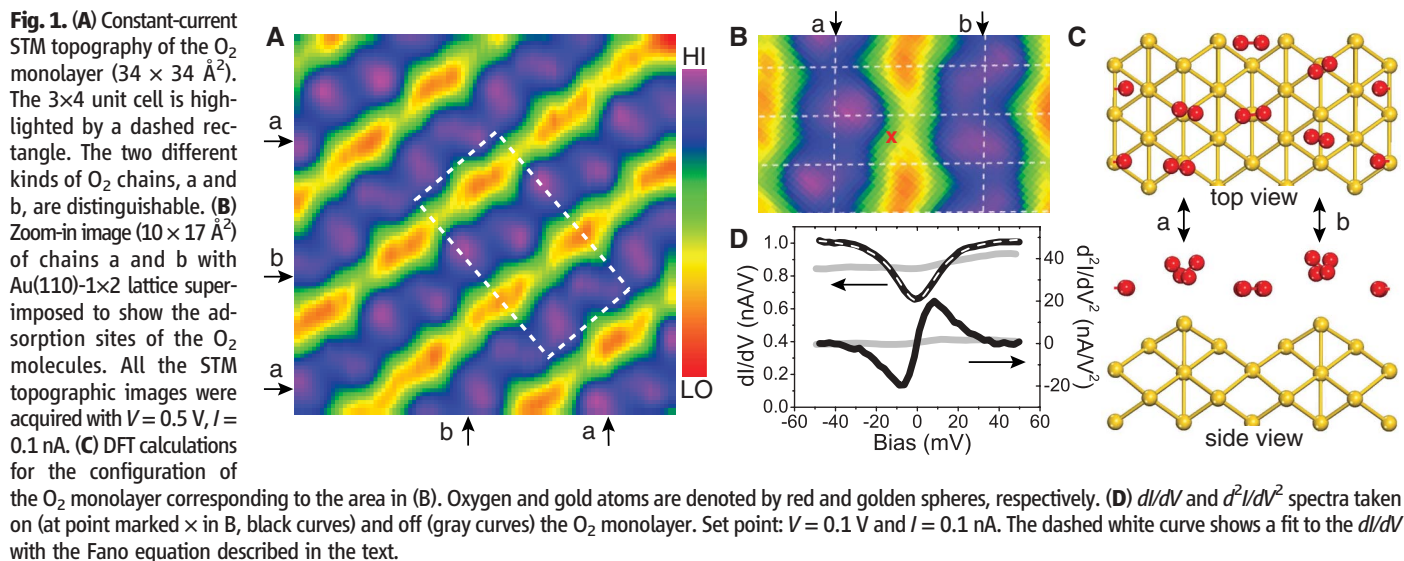 Fig. 1. (A) Constant-current
STM topography of the O2
monolayer (34 × 34 Å2).
The 3×4 unit cell is high-
lighted by a dashed rec-
tangle. The two different
kinds of O2 chains, a and
b, are distinguishable. (B)
Zoom-in image (10 × 17 Å2)
of chains a and b with
Au(110)-1×2 lattice super-
imposed to show the ad-
sorption sites of the O2
molecules. All the STM
topographic images were
acquired with V = 0.5 V, I =
0.1 nA. (C) DFT calculations
for the configuration of
the O2 monolayer corresponding to the area in (B). Oxygen and gold atoms are denoted by red and golden spheres, respectively. (D) dI/dV and d2I/dV2 spectra taken
on (at point marked × in B, black curves) and off (gray curves) the O2 monolayer. Set point: V = 0.1 V and I = 0.1 nA. The dashed white curve shows a fit to the dI/dV
with the Fano equation described in the text.
A
a
b
a
b
a
HI
LO
B
a
b
x
C
top view
a
b
side view
D
1.0
0.8
0.6
0.4
0.2
0.0
dI/dV (nA/V)
40
20
0
-20
d2I/dV2 (nA/V2)
-60
-40
-20
0
20
40
60
Bias (mV)